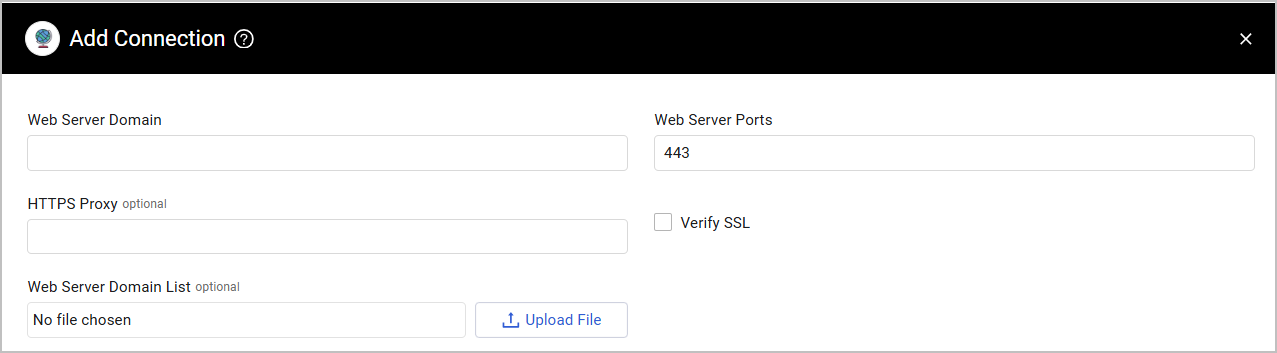 Add Connection
Web Server Domain
Web Server Ports
443
HTTPS Proxy optional
Verify SSL
Web Server Domain List optional
No file chosen
Upload File